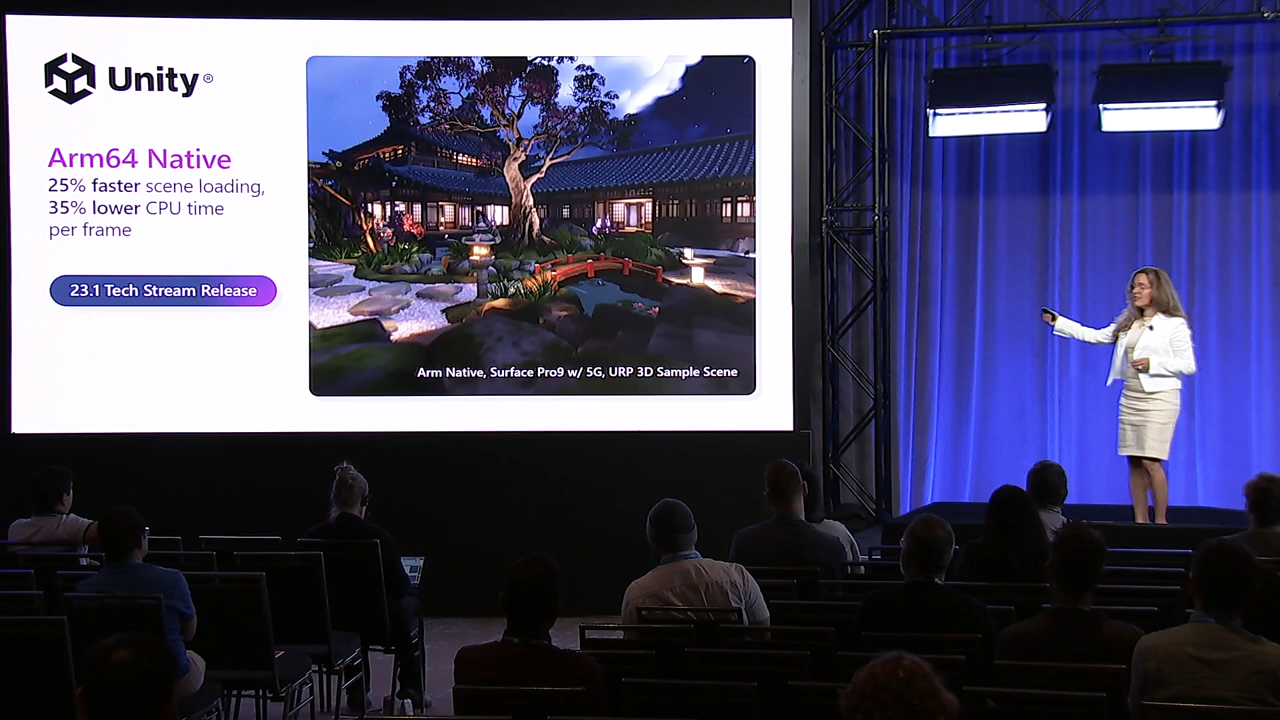 Unity®
Arm64 Native
25% faster scene loading,
35% lower CPU time
per frame
23.1 Tech Stream Release
Arm Native, Surface Pro9 w/ 5G, URP 3D Sample Scene